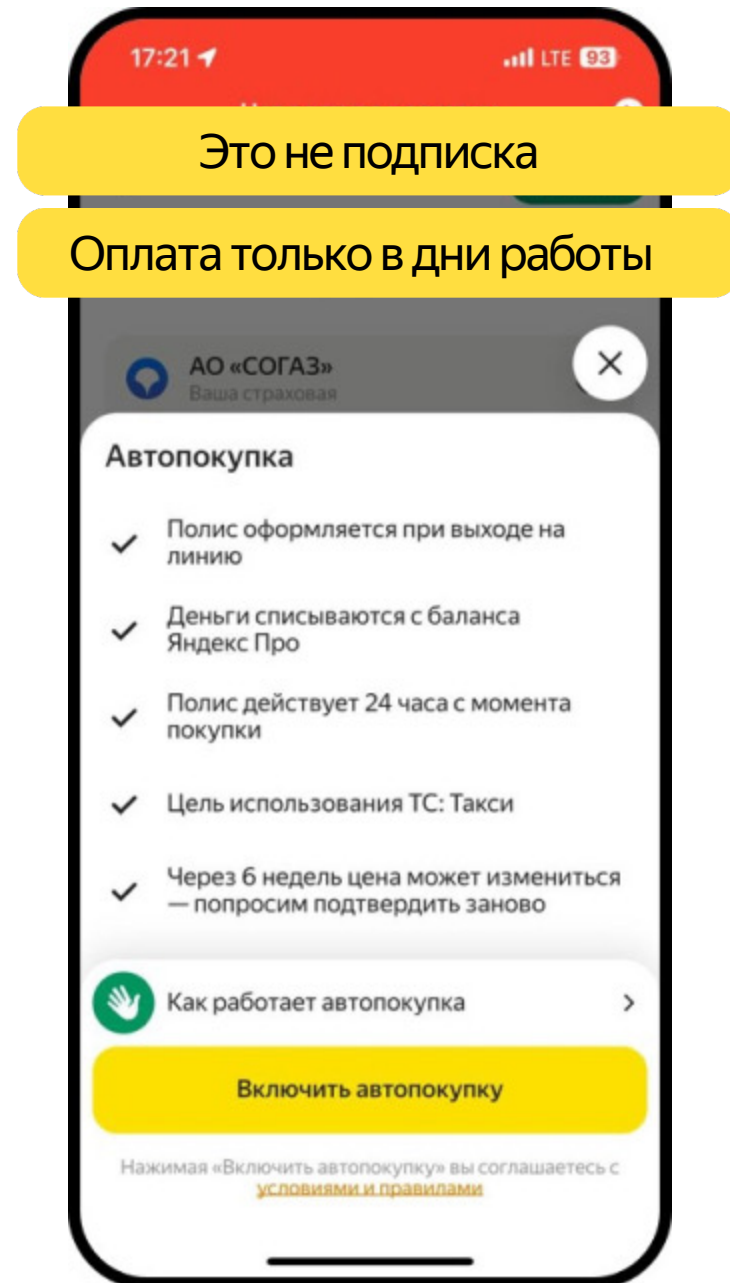 17:21
LTE 93
Это не подписка
Оплата только в дни работы
АО «СОГАЗ»
Ваша страховая
Автопокупка
Полис оформляется при выходе на
линию
Деньги списываются с баланса
Яндекс Про
Полис действует 24 часа с момента
покупки
Цель использования ТС: Такси
Через 6 недель цена может измениться
— попросим подтвердить заново
Как работает автопокупка
Включить автопокупку
Нажимая «Включить автопокупку» вы соглашаетесь с
условиями и правилами